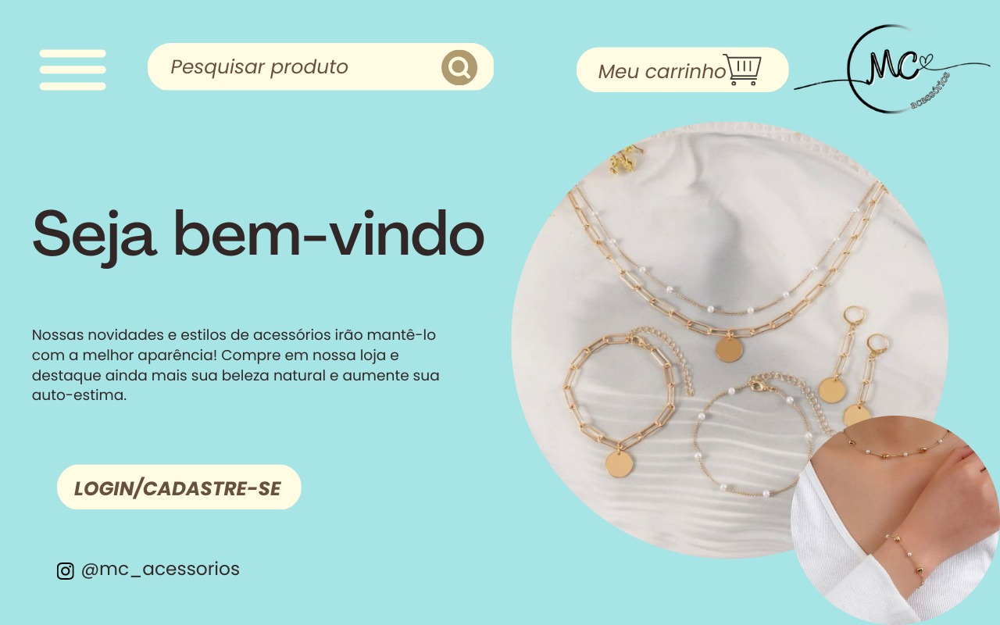 Pesquisar produto
Meu carrinho
MC
acessórios
Seja bem-vindo
Nossas novidades e estilos de acessórios irão mantê-lo
com a melhor aparência! Compre em nossa loja e
destaque ainda mais sua beleza natural e aumente sua
auto-estima.
LOGIN/CADASTRE-SE
@mc_acessorios